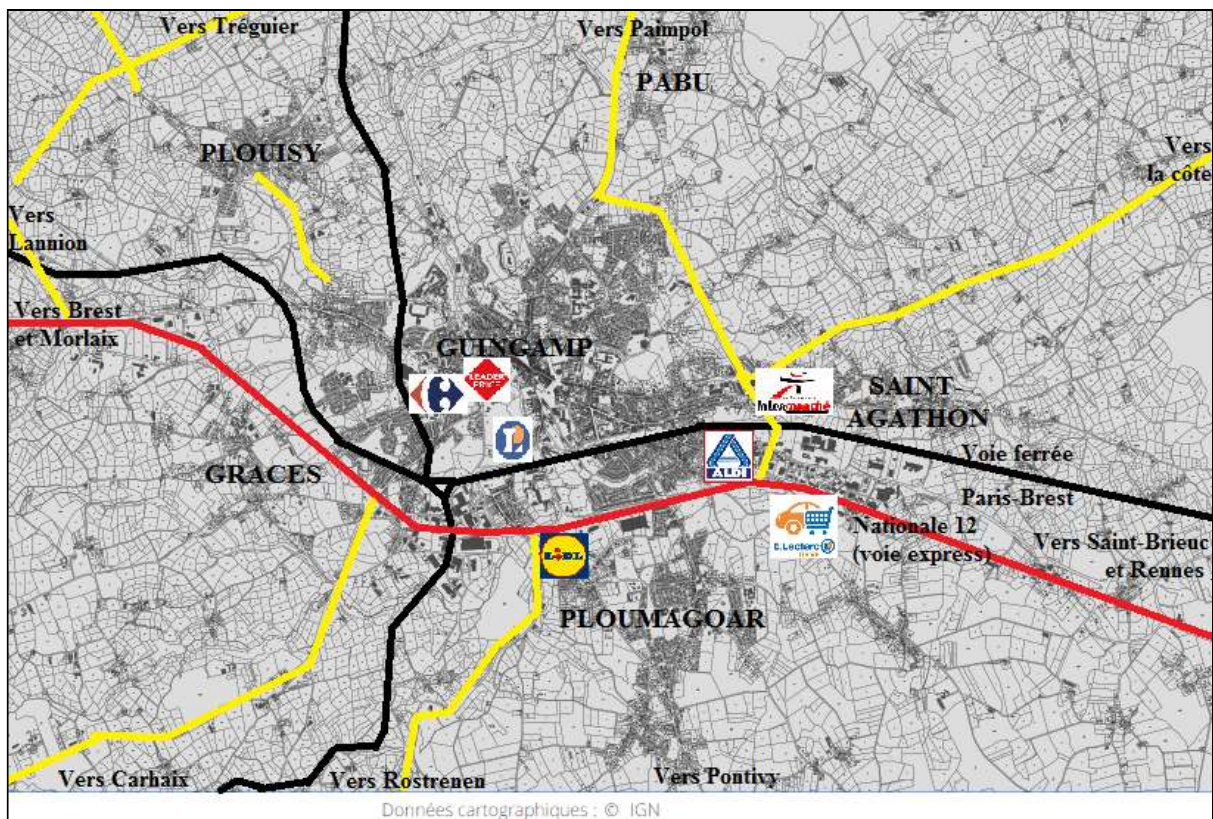 Vers Tréguier
Vers Paimpol
PABU
PLOUISY
Vers
la côte
Vers
Lannion
Vers Brest
et Morlaix
GUINGAMP
LEADER
PRICE
SAINT-
AGATHON
Intermarché
GRACES
ALDI
Voie ferrée
Paris-Brest
E.Leclerc
Nationale 12
(voie express)
Vers Saint-Brieuc
et Rennes
LIDL
PLOUMAGOAR
Vers Carhaix
Vers Rostrenen
Vers Pontivy
Données cartographiques : © IGN